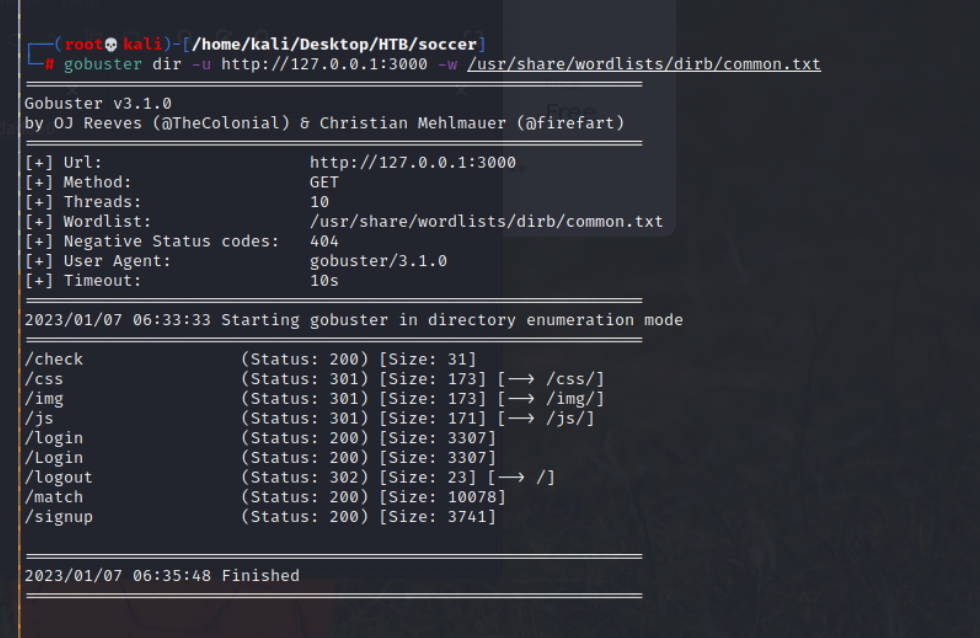 ┌──(root💀kali)-[/home/kali/Desktop/HTB/soccer]
└─# gobuster dir -u http://127.0.0.1:3000 -w /usr/share/wordlists/dirb/common.txt
===============================================================
Gobuster v3.1.0
by OJ Reeves (@TheColonial) & Christian Mehlmauer (@firefart)
===============================================================
[+] Url:                     http://127.0.0.1:3000
[+] Method:                  GET
[+] Threads:                 10
[+] Wordlist:                /usr/share/wordlists/dirb/common.txt
[+] Negative Status codes:   404
[+] User Agent:              gobuster/3.1.0
[+] Timeout:                 10s
===============================================================
2023/01/07 06:33:33 Starting gobuster in directory enumeration mode
===============================================================
/check                (Status: 200) [Size: 31]
/css                  (Status: 301) [Size: 173] [--> /css/]
/img                  (Status: 301) [Size: 173] [--> /img/]
/js                   (Status: 301) [Size: 171] [--> /js/]
/login                (Status: 200) [Size: 3307]
/Login                (Status: 200) [Size: 3307]
/logout               (Status: 302) [Size: 23] [--> /]
/match                (Status: 200) [Size: 10078]
/signup               (Status: 200) [Size: 3741]
===============================================================
2023/01/07 06:35:48 Finished
===============================================================
Free